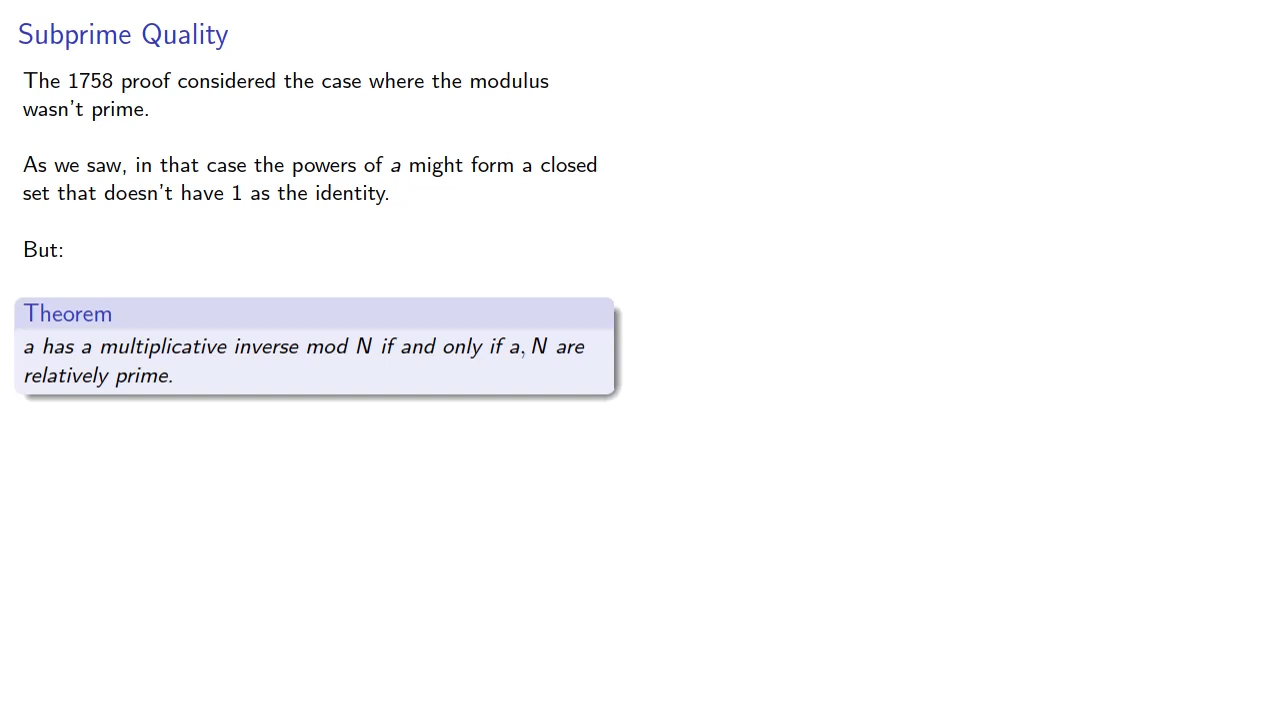 Subprime Quality
The 1758 proof considered the case where the modulus
wasn't prime.
As we saw, in that case the powers of a might form a closed
set that doesn't have 1 as the identity.
But:
Theorem
a has a multiplicative inverse mod N if and only if a, N are
relatively prime.